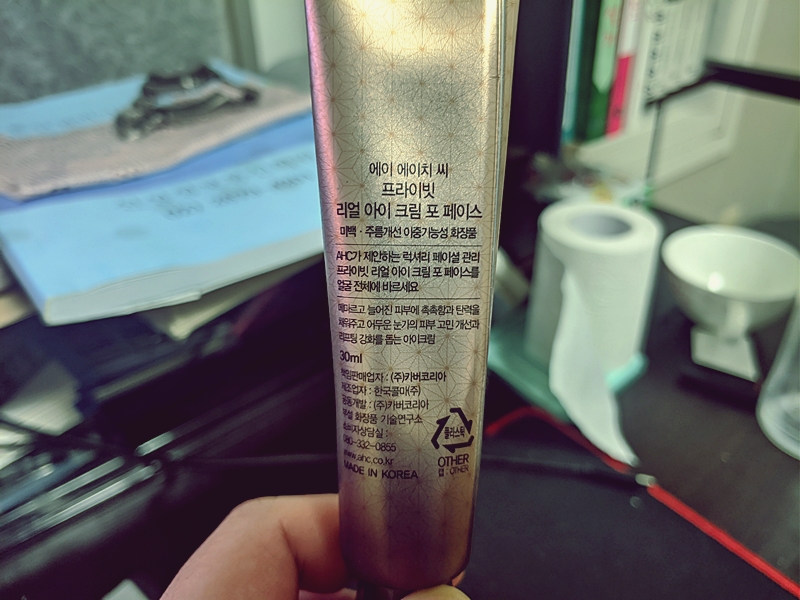 에이 에이치 씨
프라이빗
리얼 아이 크림 포 페이스
미백 · 주름개선 이중기능성 화장품
AHC가 제안하는 럭셔리 페이셜 관리
프라이빗 리얼 아이 크림 포 페이스를
얼굴 전체에 바르세요
메마르고 늘어진 피부에 촉촉함과 탄력을
채워주고 어두운 눈가의 피부 고민 개선과
리프팅 강화를 돕는 아이크림
30ml
책임판매업자 : (주)카버코리아
제조업자 : 한국콜마(주)
공동개발 : (주)카버코리아
부설 화장품 기술연구소
소비자상담실 :
080-332-0855
www.ahc.co.kr
MADE IN KOREA
플라스틱
OTHER
캡 : OTHER